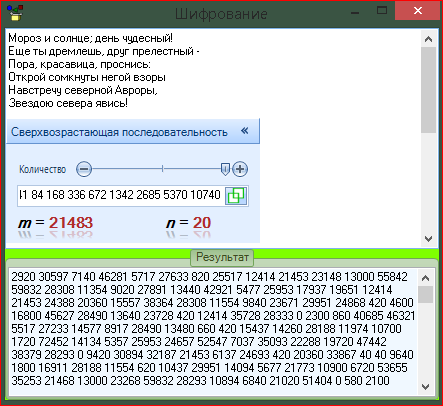 Шифрование
Мороз и солнце; день чудесный!
Еще ты дремлешь, друг прелестный -
Пора, красавица, проснись:
Открой сомкнуты негой взоры
Навстречу северной Авроры,
Звездою севера явись!
Сверхвозрастающая последовательность
Количество
84 168 336 672 1342 2685 5370 10740
m = 21483 n = 20
Результат
2920 30597 7140 46281 5717 27633 820 25517 12414 21453 23148 13000 55842
59832 28308 11354 9020 27891 13440 42921 5477 25953 17937 19651 12414
21453 24388 20360 15557 38364 28308 11554 9840 23671 29951 24868 420 4600
16800 45627 28490 13640 23728 420 12414 35728 28333 0 2300 860 40685 46321
5517 27233 14577 8917 28490 13480 660 420 15437 14260 28188 11974 10700
1720 72452 14134 5357 25953 24657 52547 7037 35093 22288 19720 47442
38379 28293 0 9420 30894 32187 21453 6137 24693 420 20360 33867 40 40 9640
1800 16911 28188 11554 620 10437 29951 14094 5677 21773 10900 6720 53655
35253 21468 13000 23268 59832 28293 10894 6840 21020 51404 0 580 2100